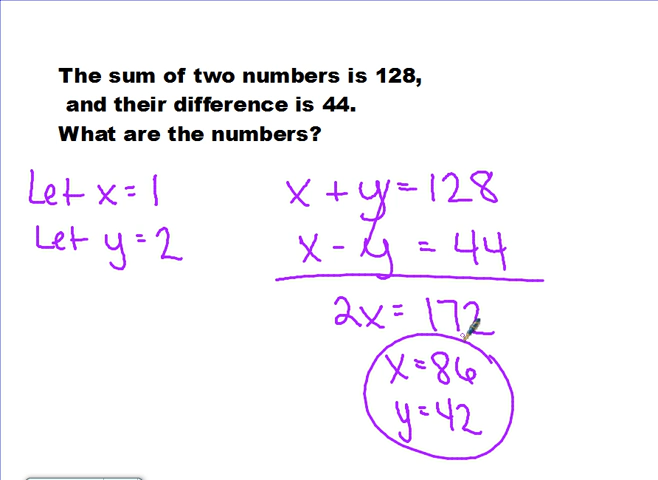 The sum of two numbers is 128,
and their difference is 44.
What are the numbers?
Let x = 1
Let y = 2
x + y = 128
x - y = 44
2x = 172
x = 86
y = 42